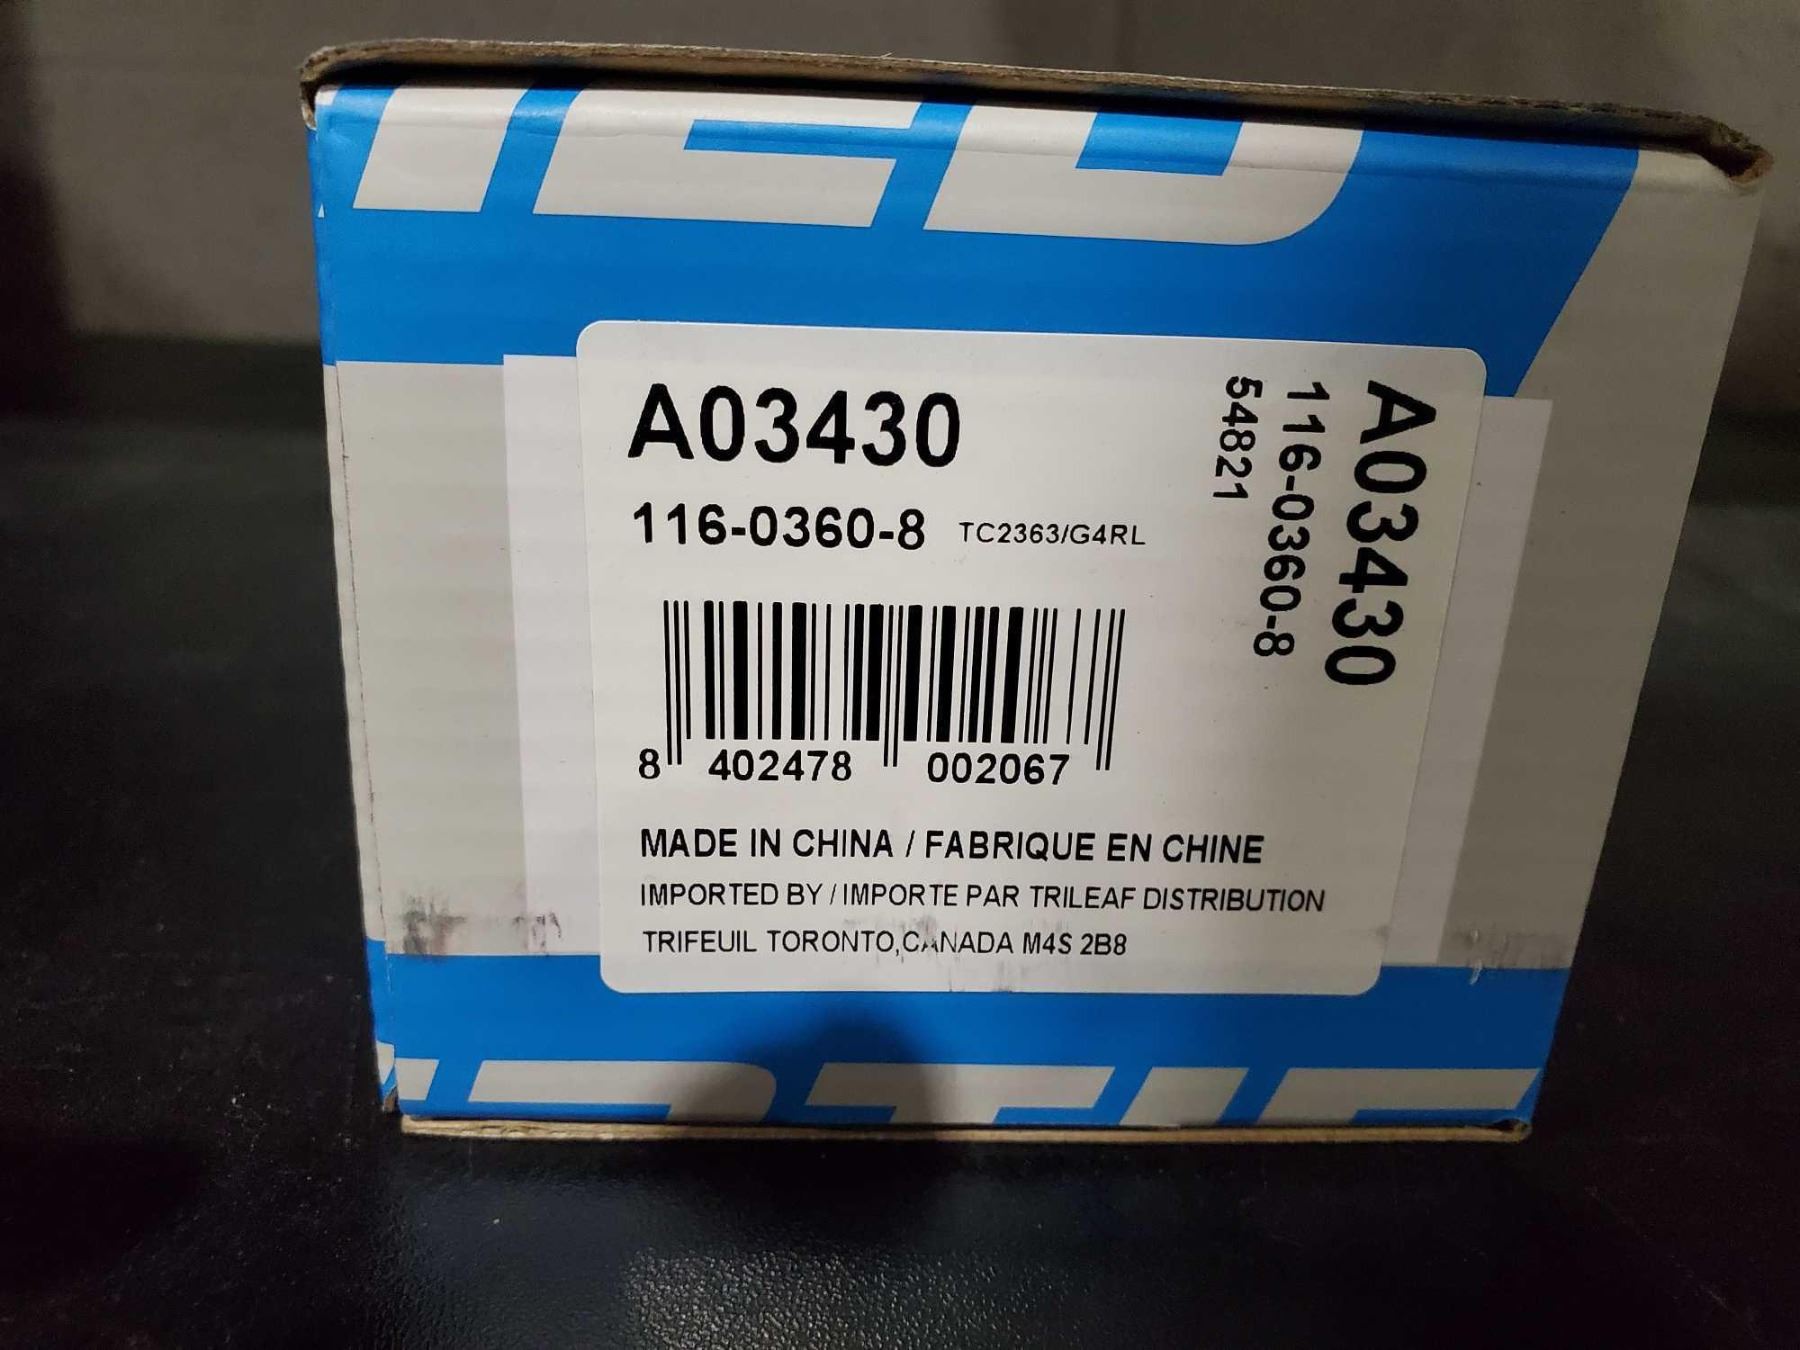 A03430
116-0360-8 TC2363/G4RL
8 402478 002067
MADE IN CHINA / FABRIQUE EN CHINE
IMPORTED BY / IMPORTE PAR TRILEAF DISTRIBUTION
TRIFEUIL TORONTO,CANADA M4S 2B8
A03430
116-0360-8
54821